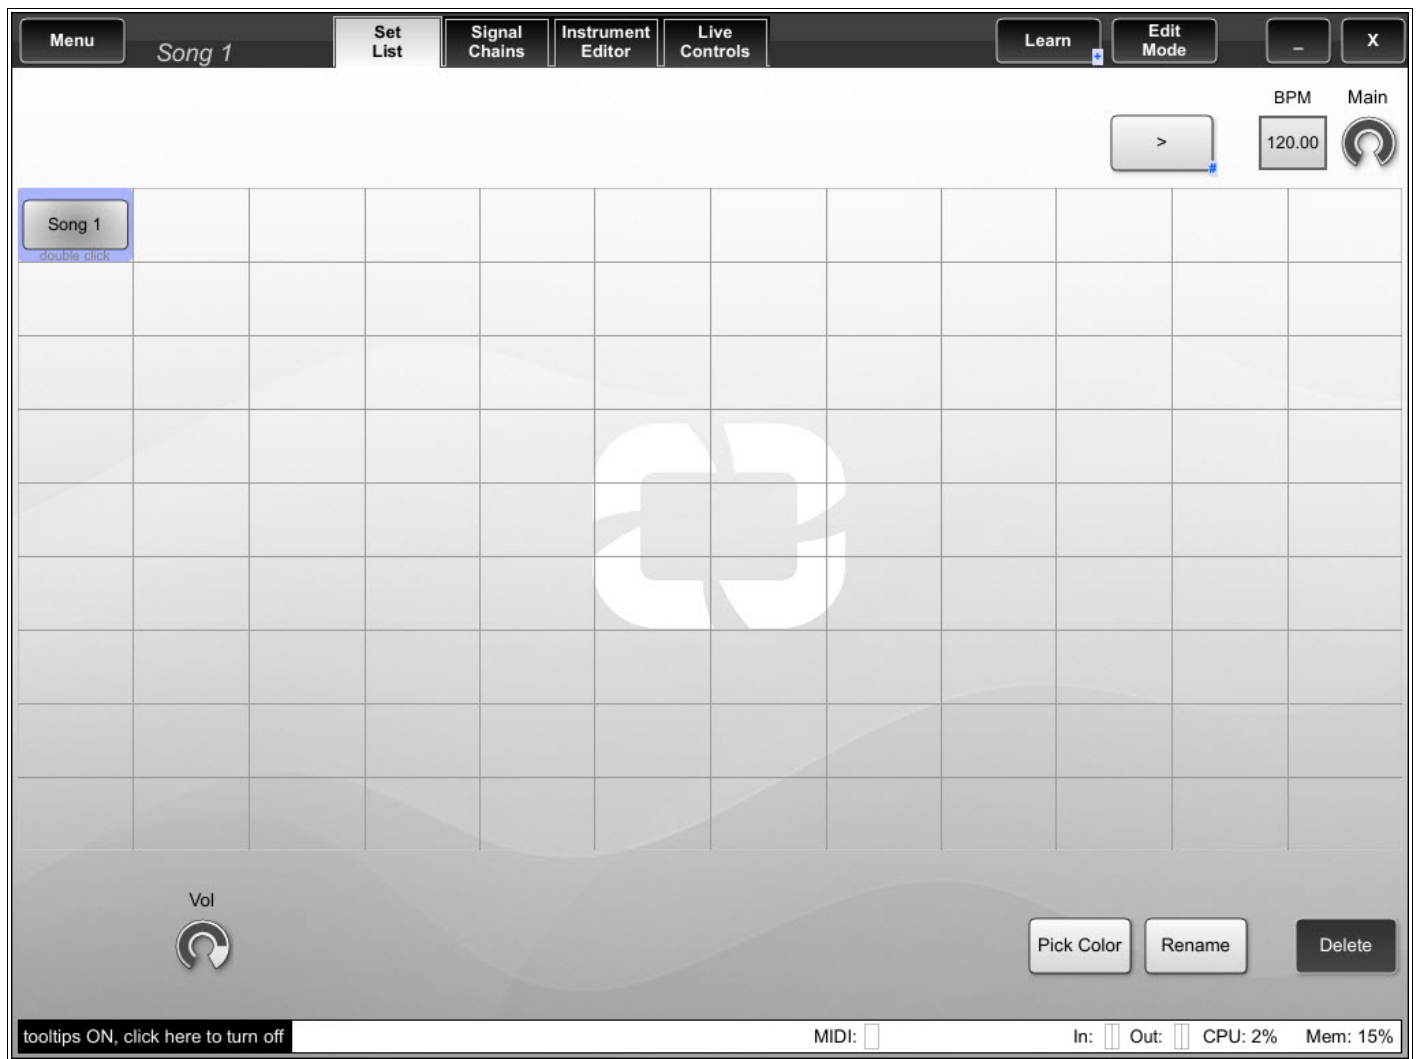 Menu
Song 1
Set
List
Signal
Chains
Instrument
Editor
Live
Controls
Learn
+
Edit
Mode
_
X
BPM
Main
>
#
120.00
Song 1
double click
Vol
Pick Color
Rename
Delete
tooltips ON, click here to turn off
MIDI:
In:
Out:
CPU: 2%
Mem: 15%